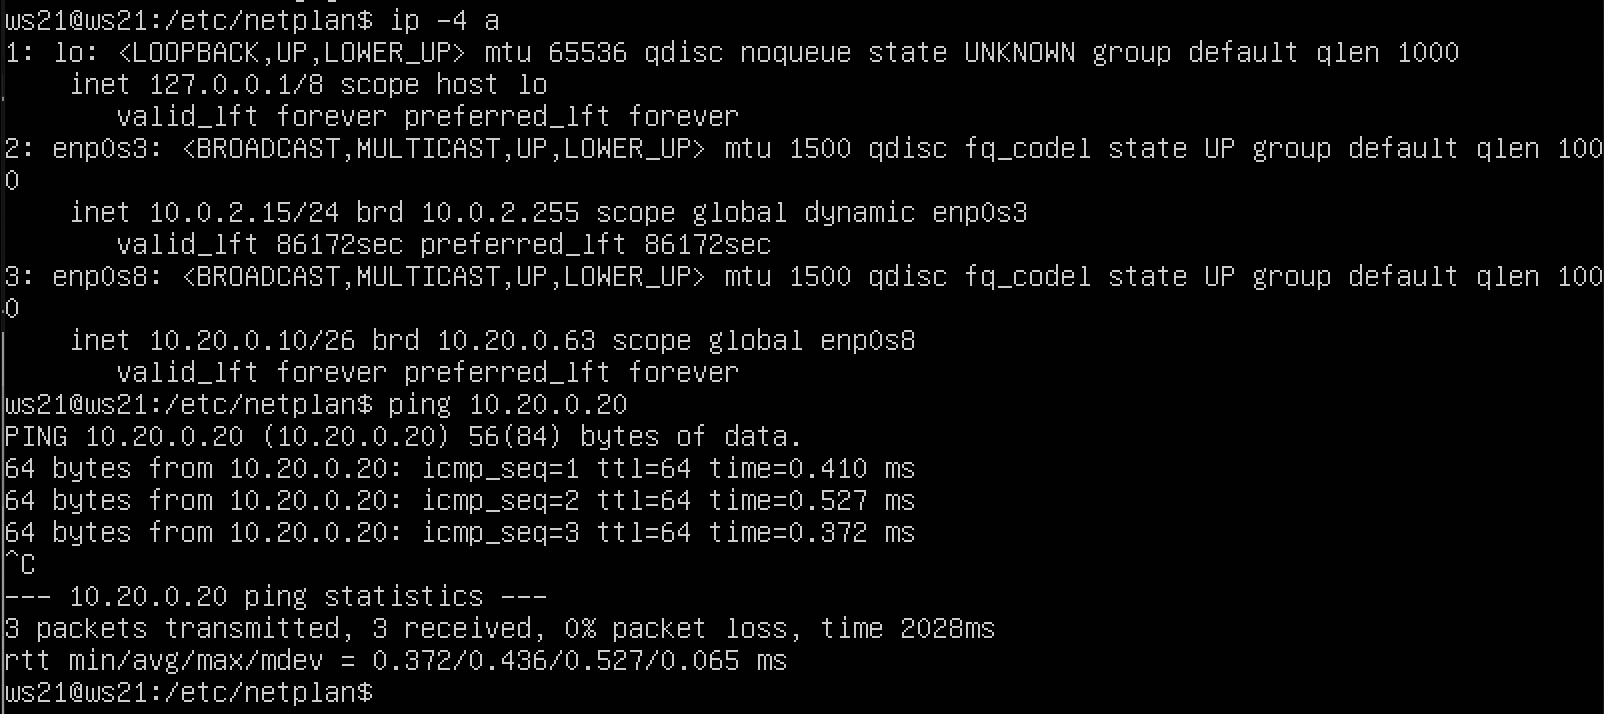 ws21@ws21:/etc/netplan$ ip -4 a
1: lo: <LOOPBACK,UP,LOWER_UP> mtu 65536 qdisc noqueue state UNKNOWN group default qlen 1000
    inet 127.0.0.1/8 scope host lo
       valid_lft forever preferred_lft forever
2: enp0s3: <BROADCAST,MULTICAST,UP,LOWER_UP> mtu 1500 qdisc fq_codel state UP group default qlen 100
0
    inet 10.0.2.15/24 brd 10.0.2.255 scope global dynamic enp0s3
       valid_lft 86172sec preferred_lft 86172sec
3: enp0s8: <BROADCAST,MULTICAST,UP,LOWER_UP> mtu 1500 qdisc fq_codel state UP group default qlen 100
0
    inet 10.20.0.10/26 brd 10.20.0.63 scope global enp0s8
       valid_lft forever preferred_lft forever
ws21@ws21:/etc/netplan$ ping 10.20.0.20
PING 10.20.0.20 (10.20.0.20) 56(84) bytes of data.
64 bytes from 10.20.0.20: icmp_seq=1 ttl=64 time=0.410 ms
64 bytes from 10.20.0.20: icmp_seq=2 ttl=64 time=0.527 ms
64 bytes from 10.20.0.20: icmp_seq=3 ttl=64 time=0.372 ms
^C
--- 10.20.0.20 ping statistics ---
3 packets transmitted, 3 received, 0% packet loss, time 2028ms
rtt min/avg/max/mdev = 0.372/0.436/0.527/0.065 ms
ws21@ws21:/etc/netplan$